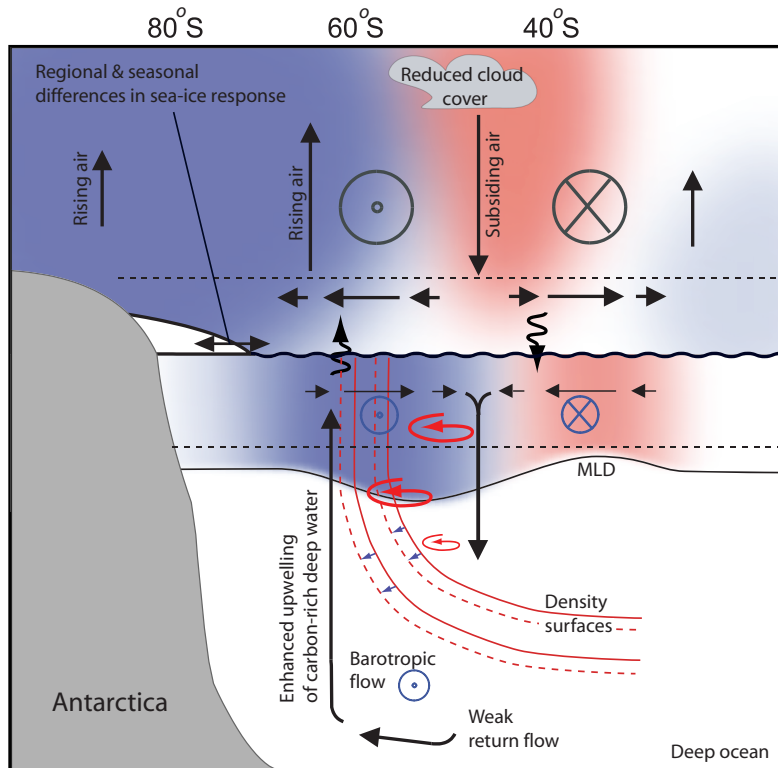 80°S 60°S 40°S
Regional & seasonal
differences in sea-ice response
Reduced cloud
cover
Rising air
Rising air
Subsiding air
MLD
Enhanced upwelling
of carbon-rich deep water
Density
surfaces
Barotropic
flow
Antarctica
Weak
return flow
Deep ocean